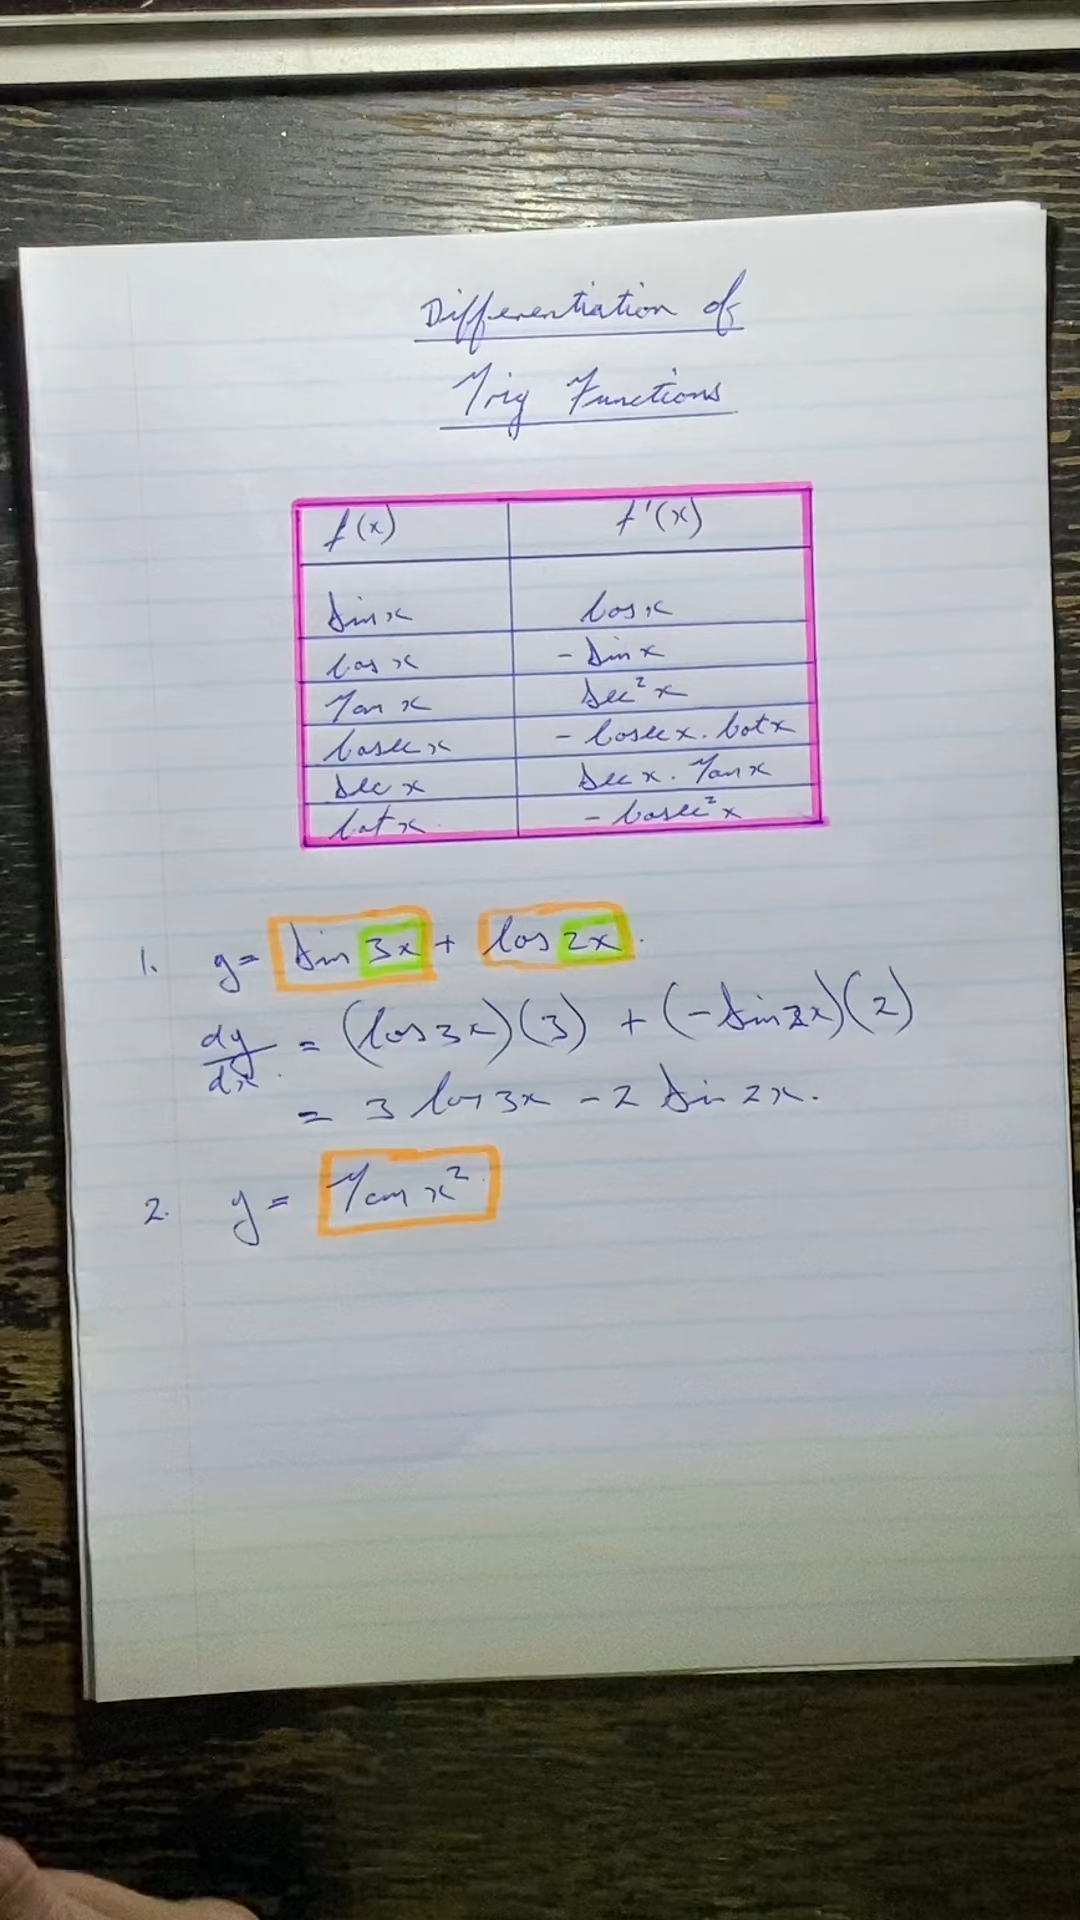 Differentiation of
Trig Functions
f(x) f'(x)
Sin x Cos x
Cos x - Sin x
Tan x Sec² x
Cosec x - Cosec x . Cot x
Sec x Sec x . Tan x
Cot x - Cosec² x
1. y = Sin 3x + Cos 2x.
dy/dx = (Cos 3x)(3) + (-Sin 2x)(2)
= 3 Cos 3x - 2 Sin 2x.
2. y = Tan x²